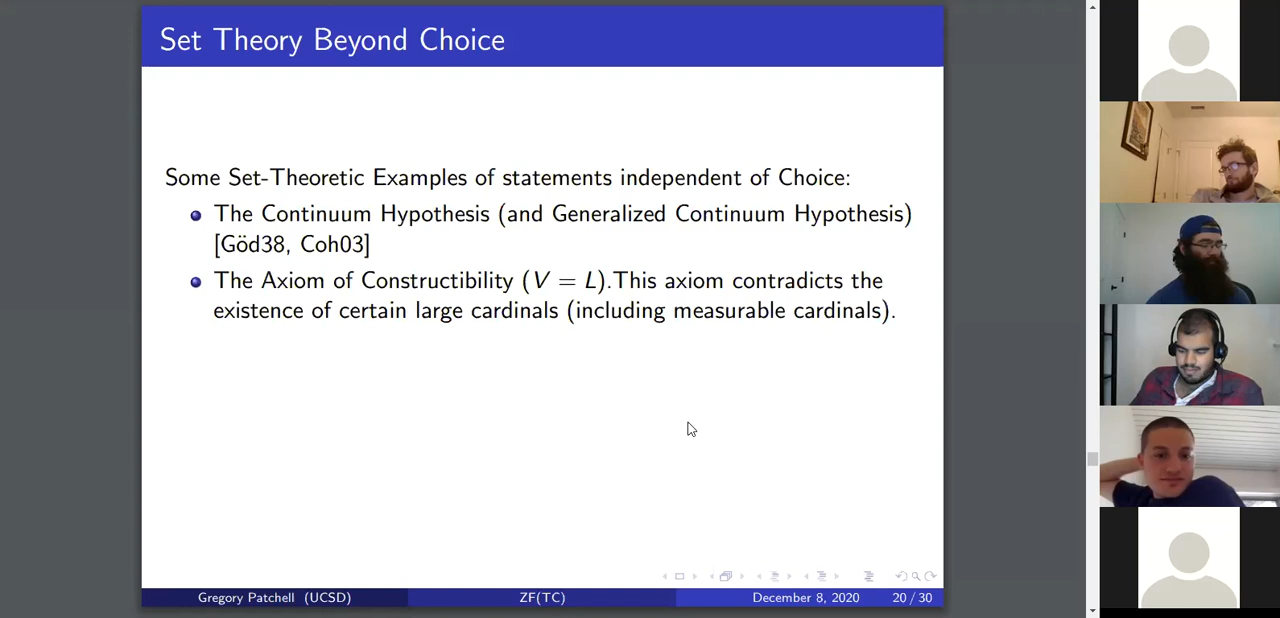 Set Theory Beyond Choice
Some Set-Theoretic Examples of statements independent of Choice:
The Continuum Hypothesis (and Generalized Continuum Hypothesis)
[Göd38, Coh03]
The Axiom of Constructibility (V = L).This axiom contradicts the
existence of certain large cardinals (including measurable cardinals).
Gregory Patchell (UCSD) ZF(TC) December 8, 2020 20 / 30